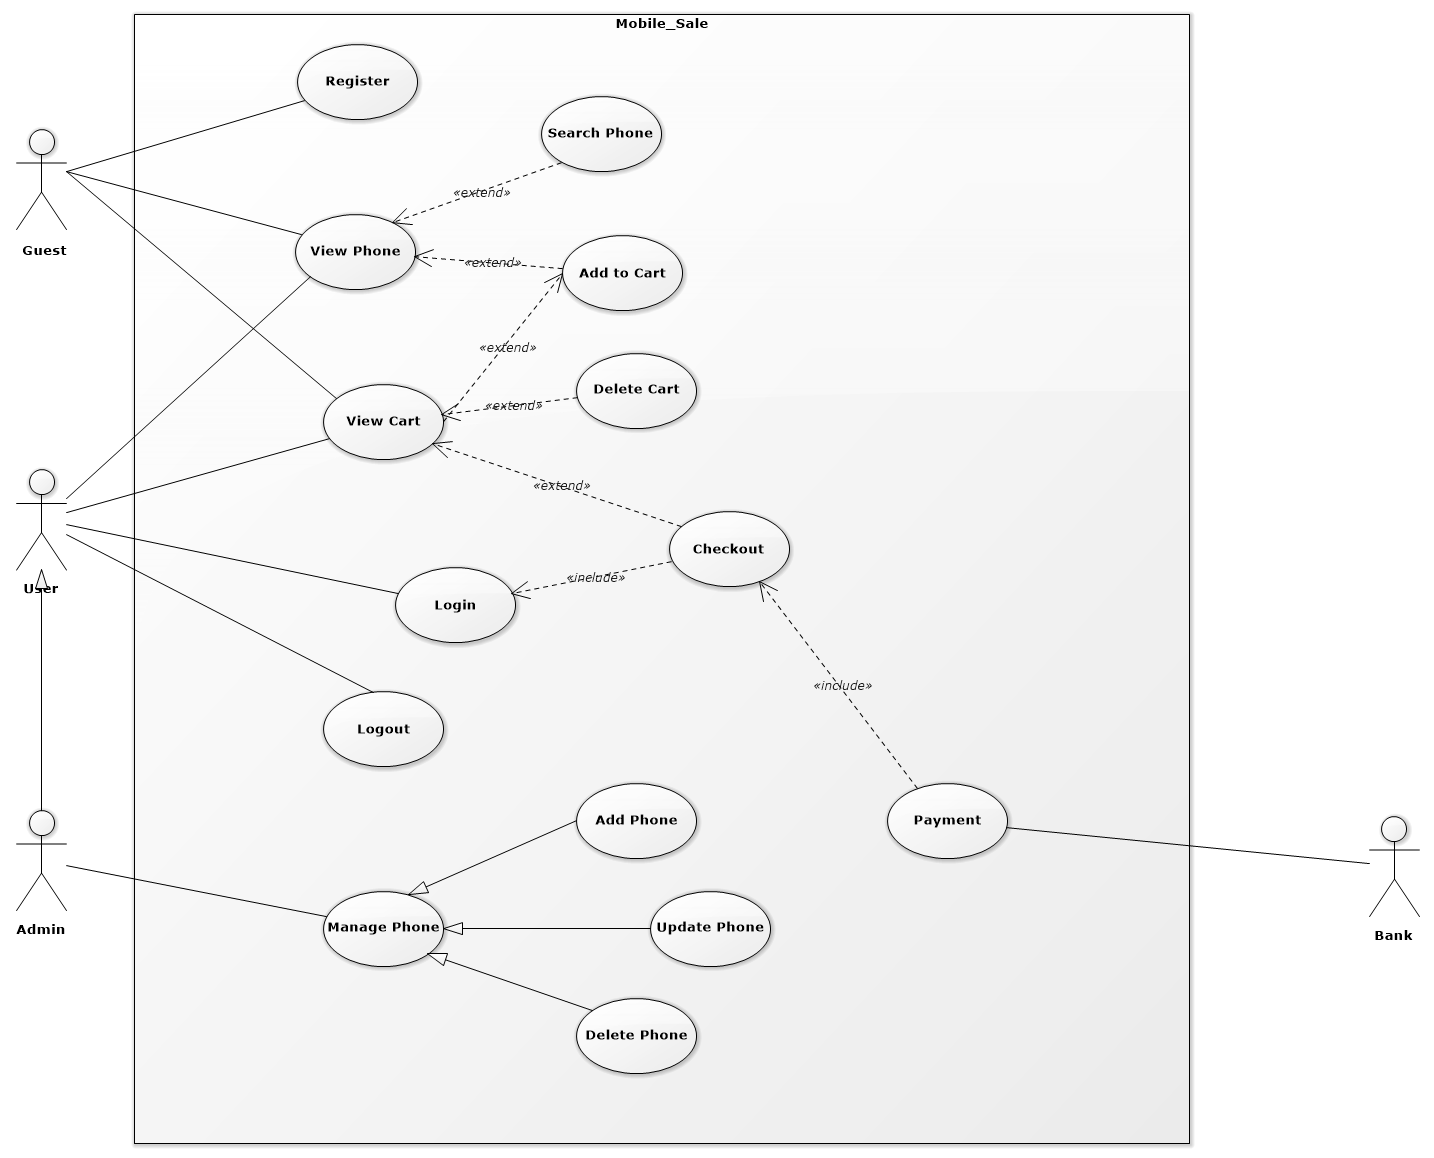 Mobile_Sale
Register
Search Phone
«extend»
Guest
View Phone
«extend»
Add to Cart
«extend»
Delete Cart
«extend»
View Cart
«extend»
Checkout
«include»
User
Login
«include»
Logout
Add Phone
Payment
Admin
Manage Phone
Update Phone
Bank
Delete Phone